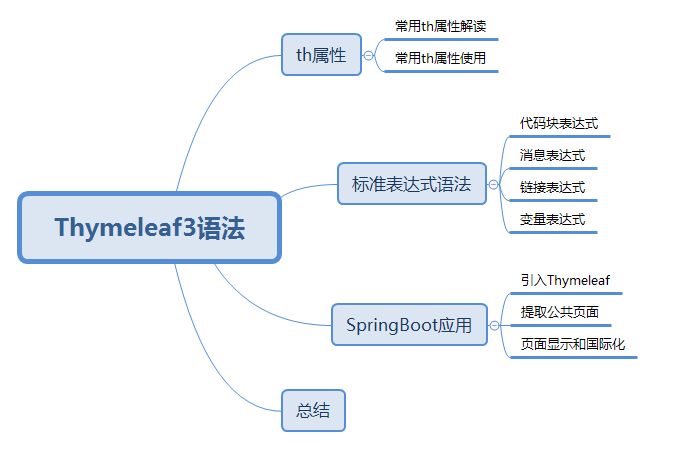 Thymeleaf3语法
th属性
常用th属性解读
常用th属性使用
标准表达式语法
代码块表达式
消息表达式
链接表达式
变量表达式
SpringBoot应用
引入Thymeleaf
提取公共页面
页面显示和国际化
总结